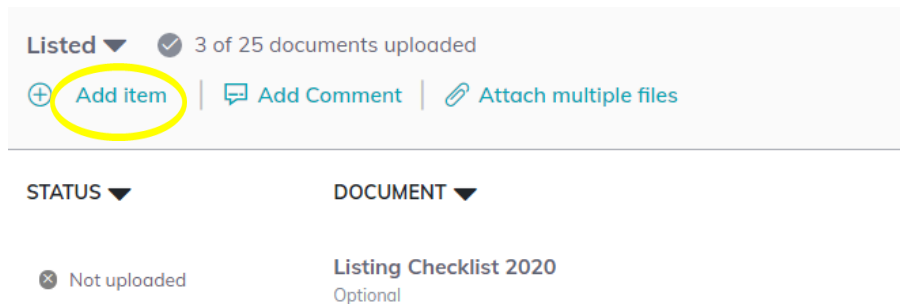 Listed 3 of 25 documents uploaded
Add item Add Comment Attach multiple files
STATUS DOCUMENT
Not uploaded Listing Checklist 2020
Optional